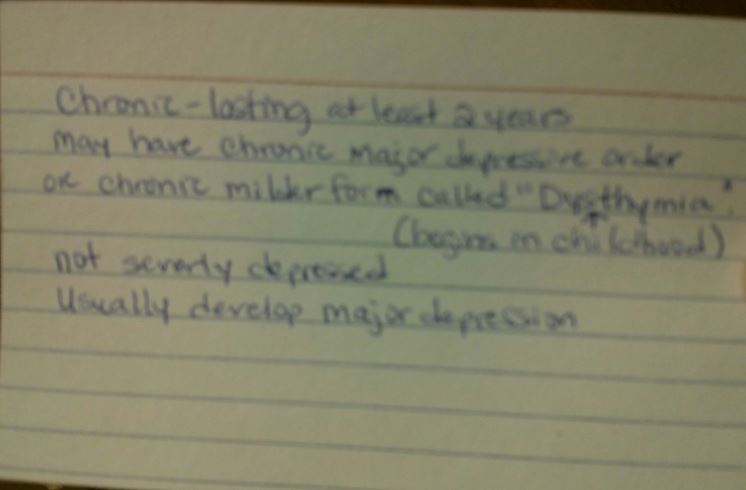 Chronic - lasting at least 2 years
may have chronic major depressive order
or chronic milder form called "Dysthymia".
(begins in childhood)
not severly depressed
Usually develop major depression